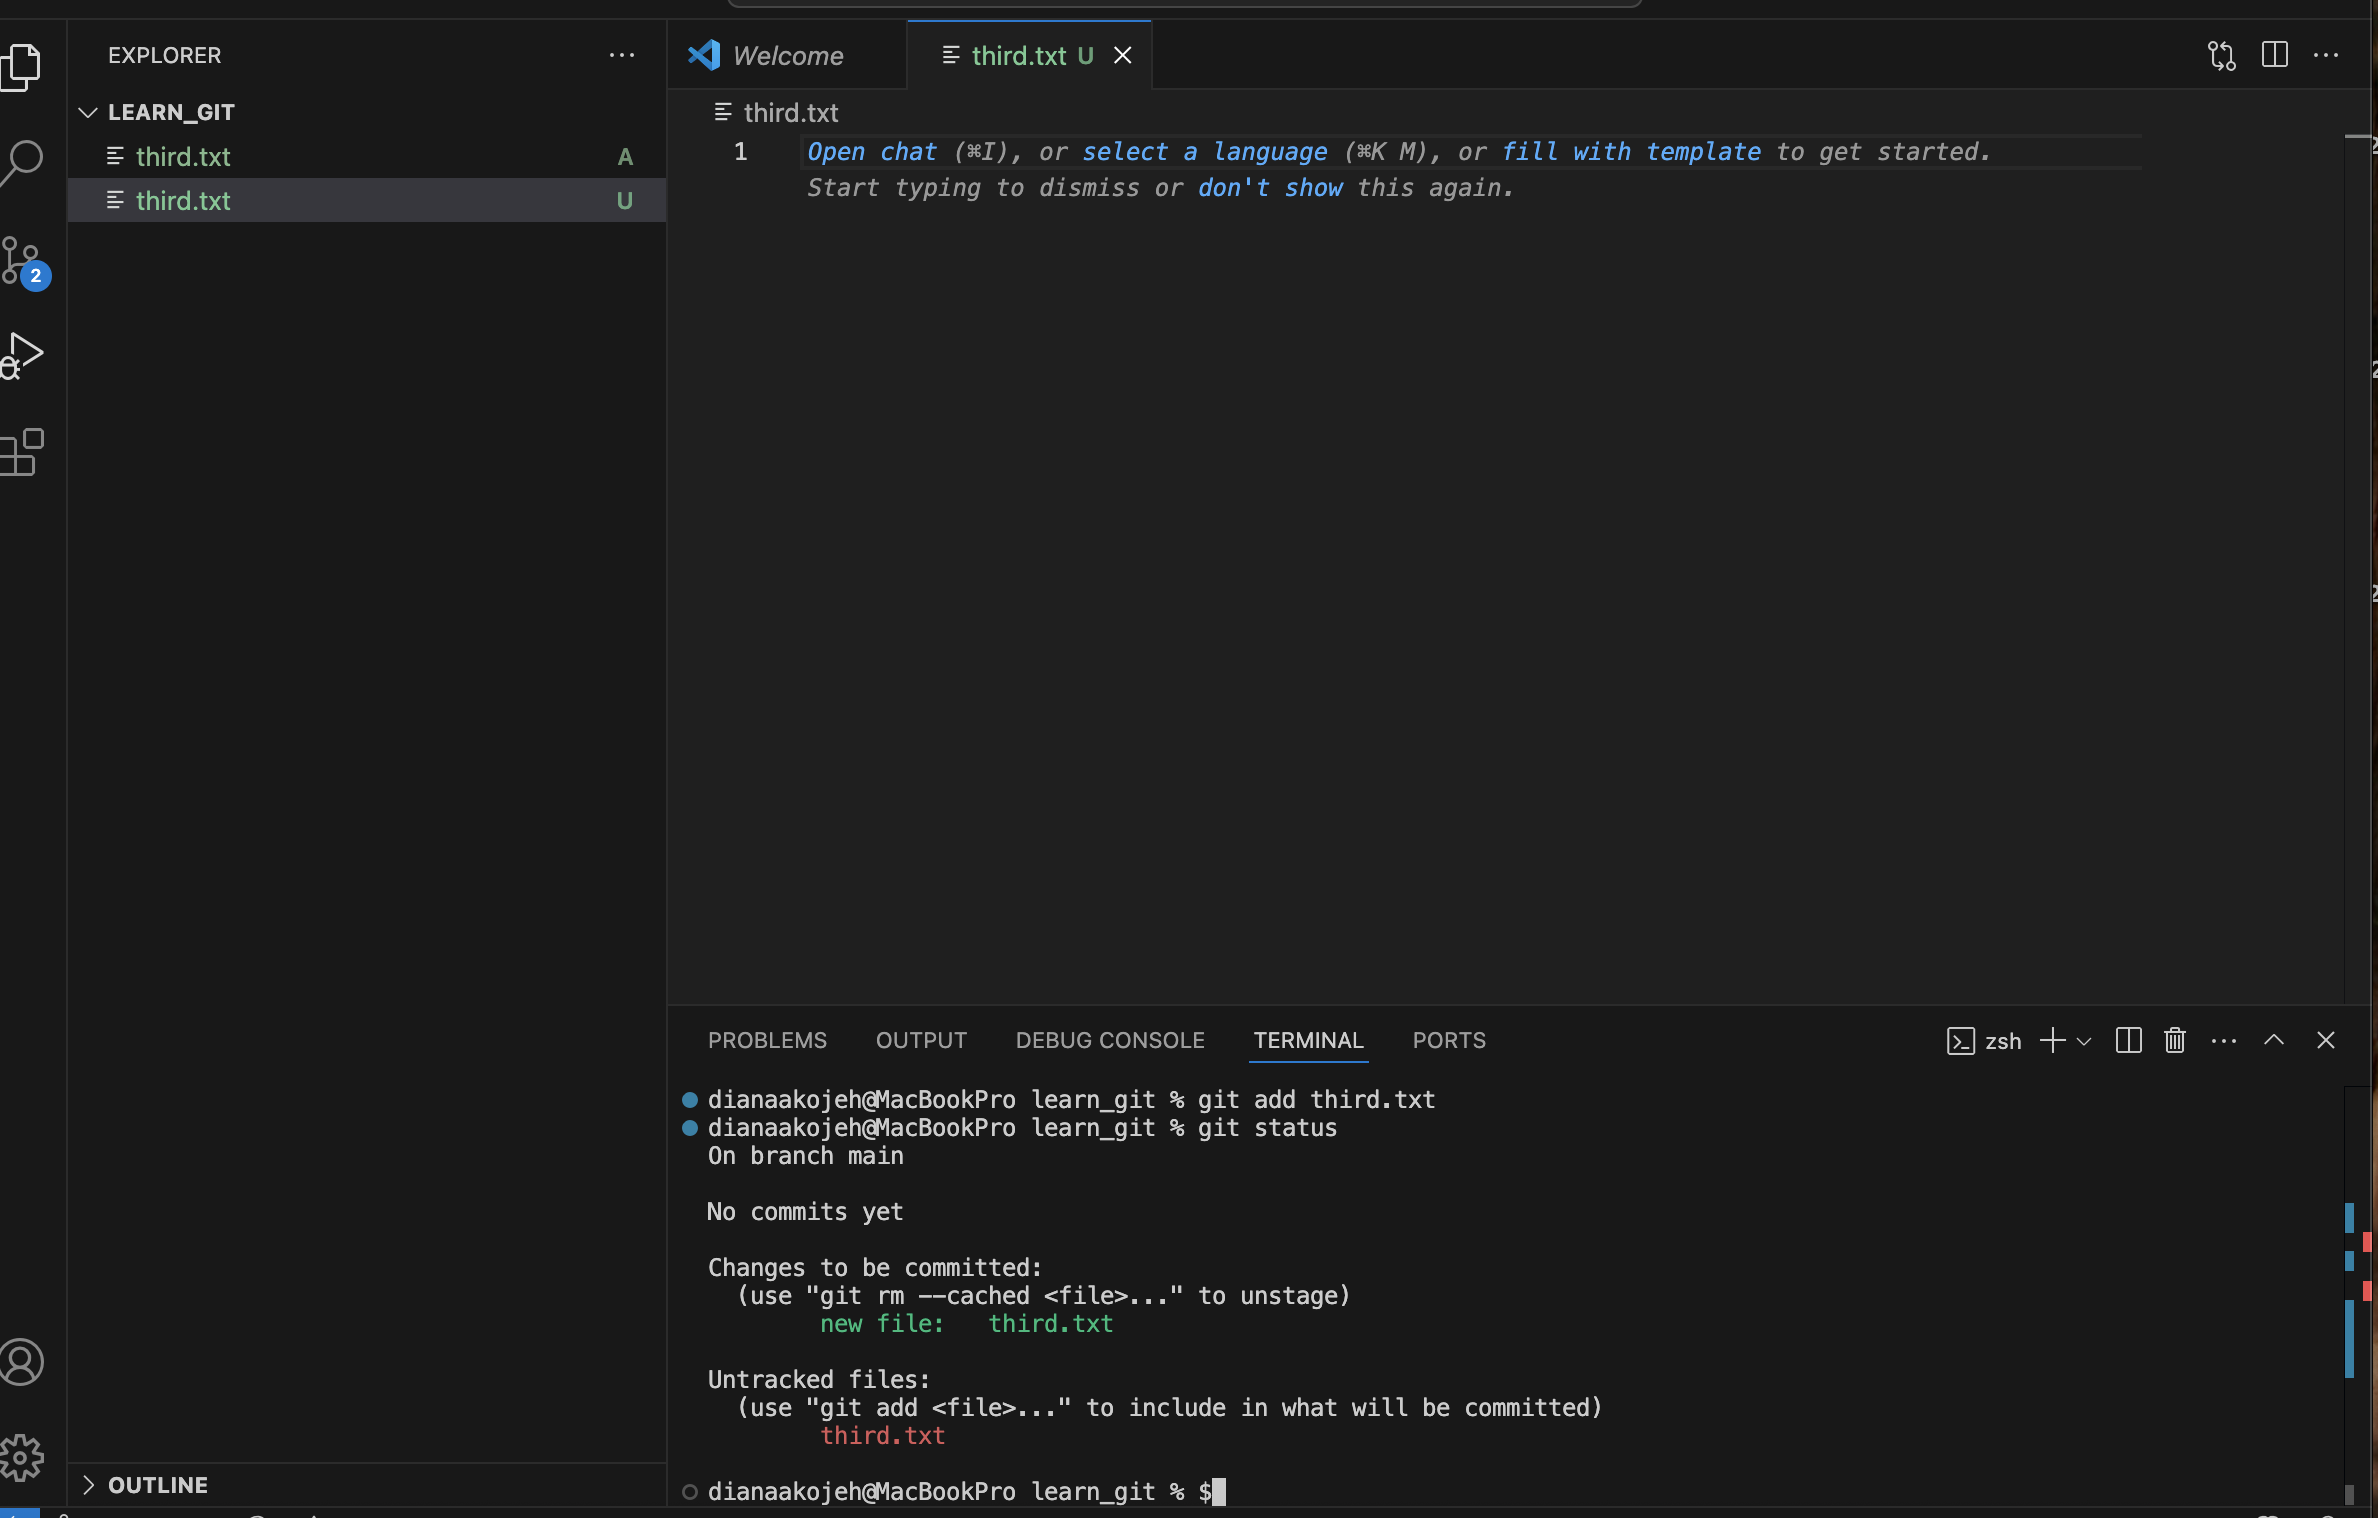 EXPLORER
LEARN_GIT
third.txt A
third.txt U
2
Welcome
third.txt U
third.txt
1 Open chat (⌘I), or select a language (⌘K M), or fill with template to get started.
Start typing to dismiss or don't show this again.
PROBLEMS OUTPUT DEBUG CONSOLE TERMINAL PORTS
zsh
dianaakojeh@MacBookPro learn_git % git add third.txt
dianaakojeh@MacBookPro learn_git % git status
On branch main
No commits yet
Changes to be committed:
(use "git rm --cached <file>..." to unstage)
new file: third.txt
Untracked files:
(use "git add <file>..." to include in what will be committed)
third.txt
dianaakojeh@MacBookPro learn_git % $
OUTLINE